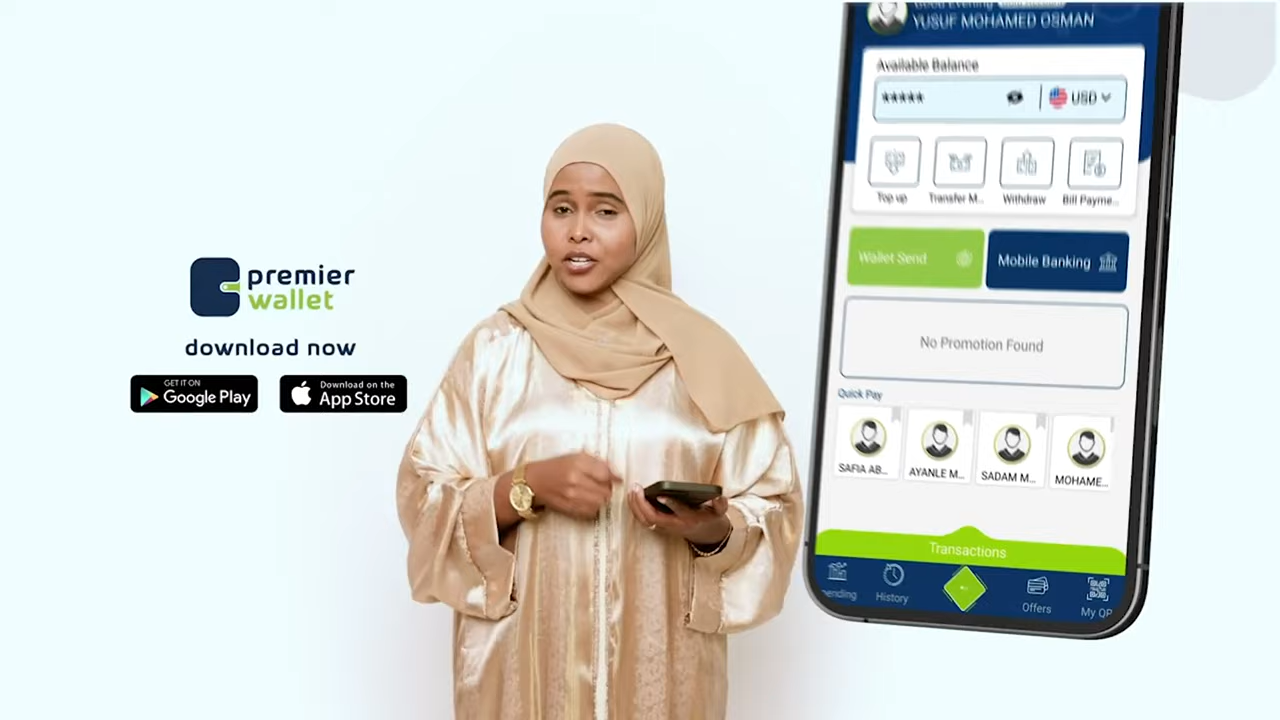 premier
wallet
download now
GET IT ON
Google Play
Download on the
App Store
Good Evening
YUSUF MOHAMED OSMAN
Available Balance
*****
USD
Top up
Transfer M...
Withdraw
Bill Payme...
Wallet Send
Mobile Banking
No Promotion Found
Quick Pay
SAFIA AB...
AYANLE M...
SADAM M...
MOHAME...
Transactions
History
Offers
My QR